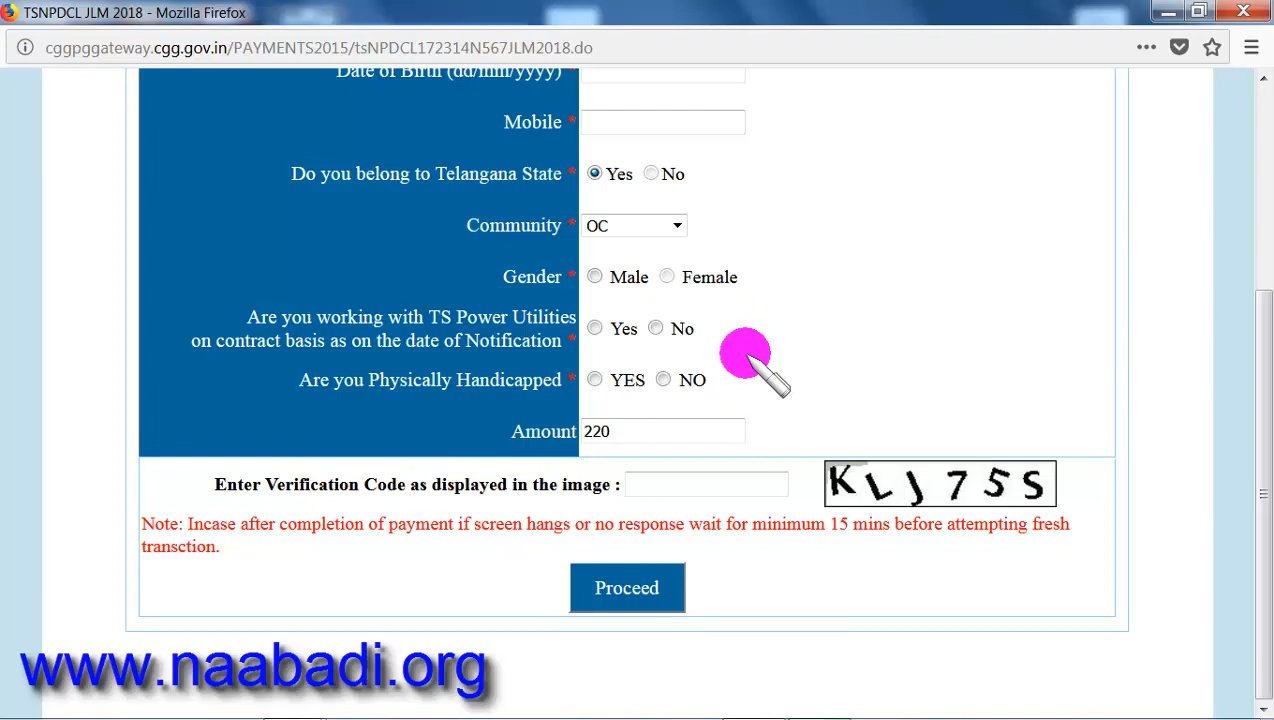 TSNPDCL JLM 2018 - Mozilla Firefox
cggpggateway.cgg.gov.in/PAYMENTS2015/tsNPDCL172314N567JLM2018.do
Date of Birth (dd/mm/yyyy) *
Mobile *
Do you belong to Telangana State * Yes No
Community * OC
Gender * Male Female
Are you working with TS Power Utilities
on contract basis as on the date of Notification * Yes No
Are you Physically Handicapped * YES NO
Amount 220
Enter Verification Code as displayed in the image : KLJ75S
Note: Incase after completion of payment if screen hangs or no response wait for minimum 15 mins before attempting fresh
transction.
Proceed
www.naabadi.org